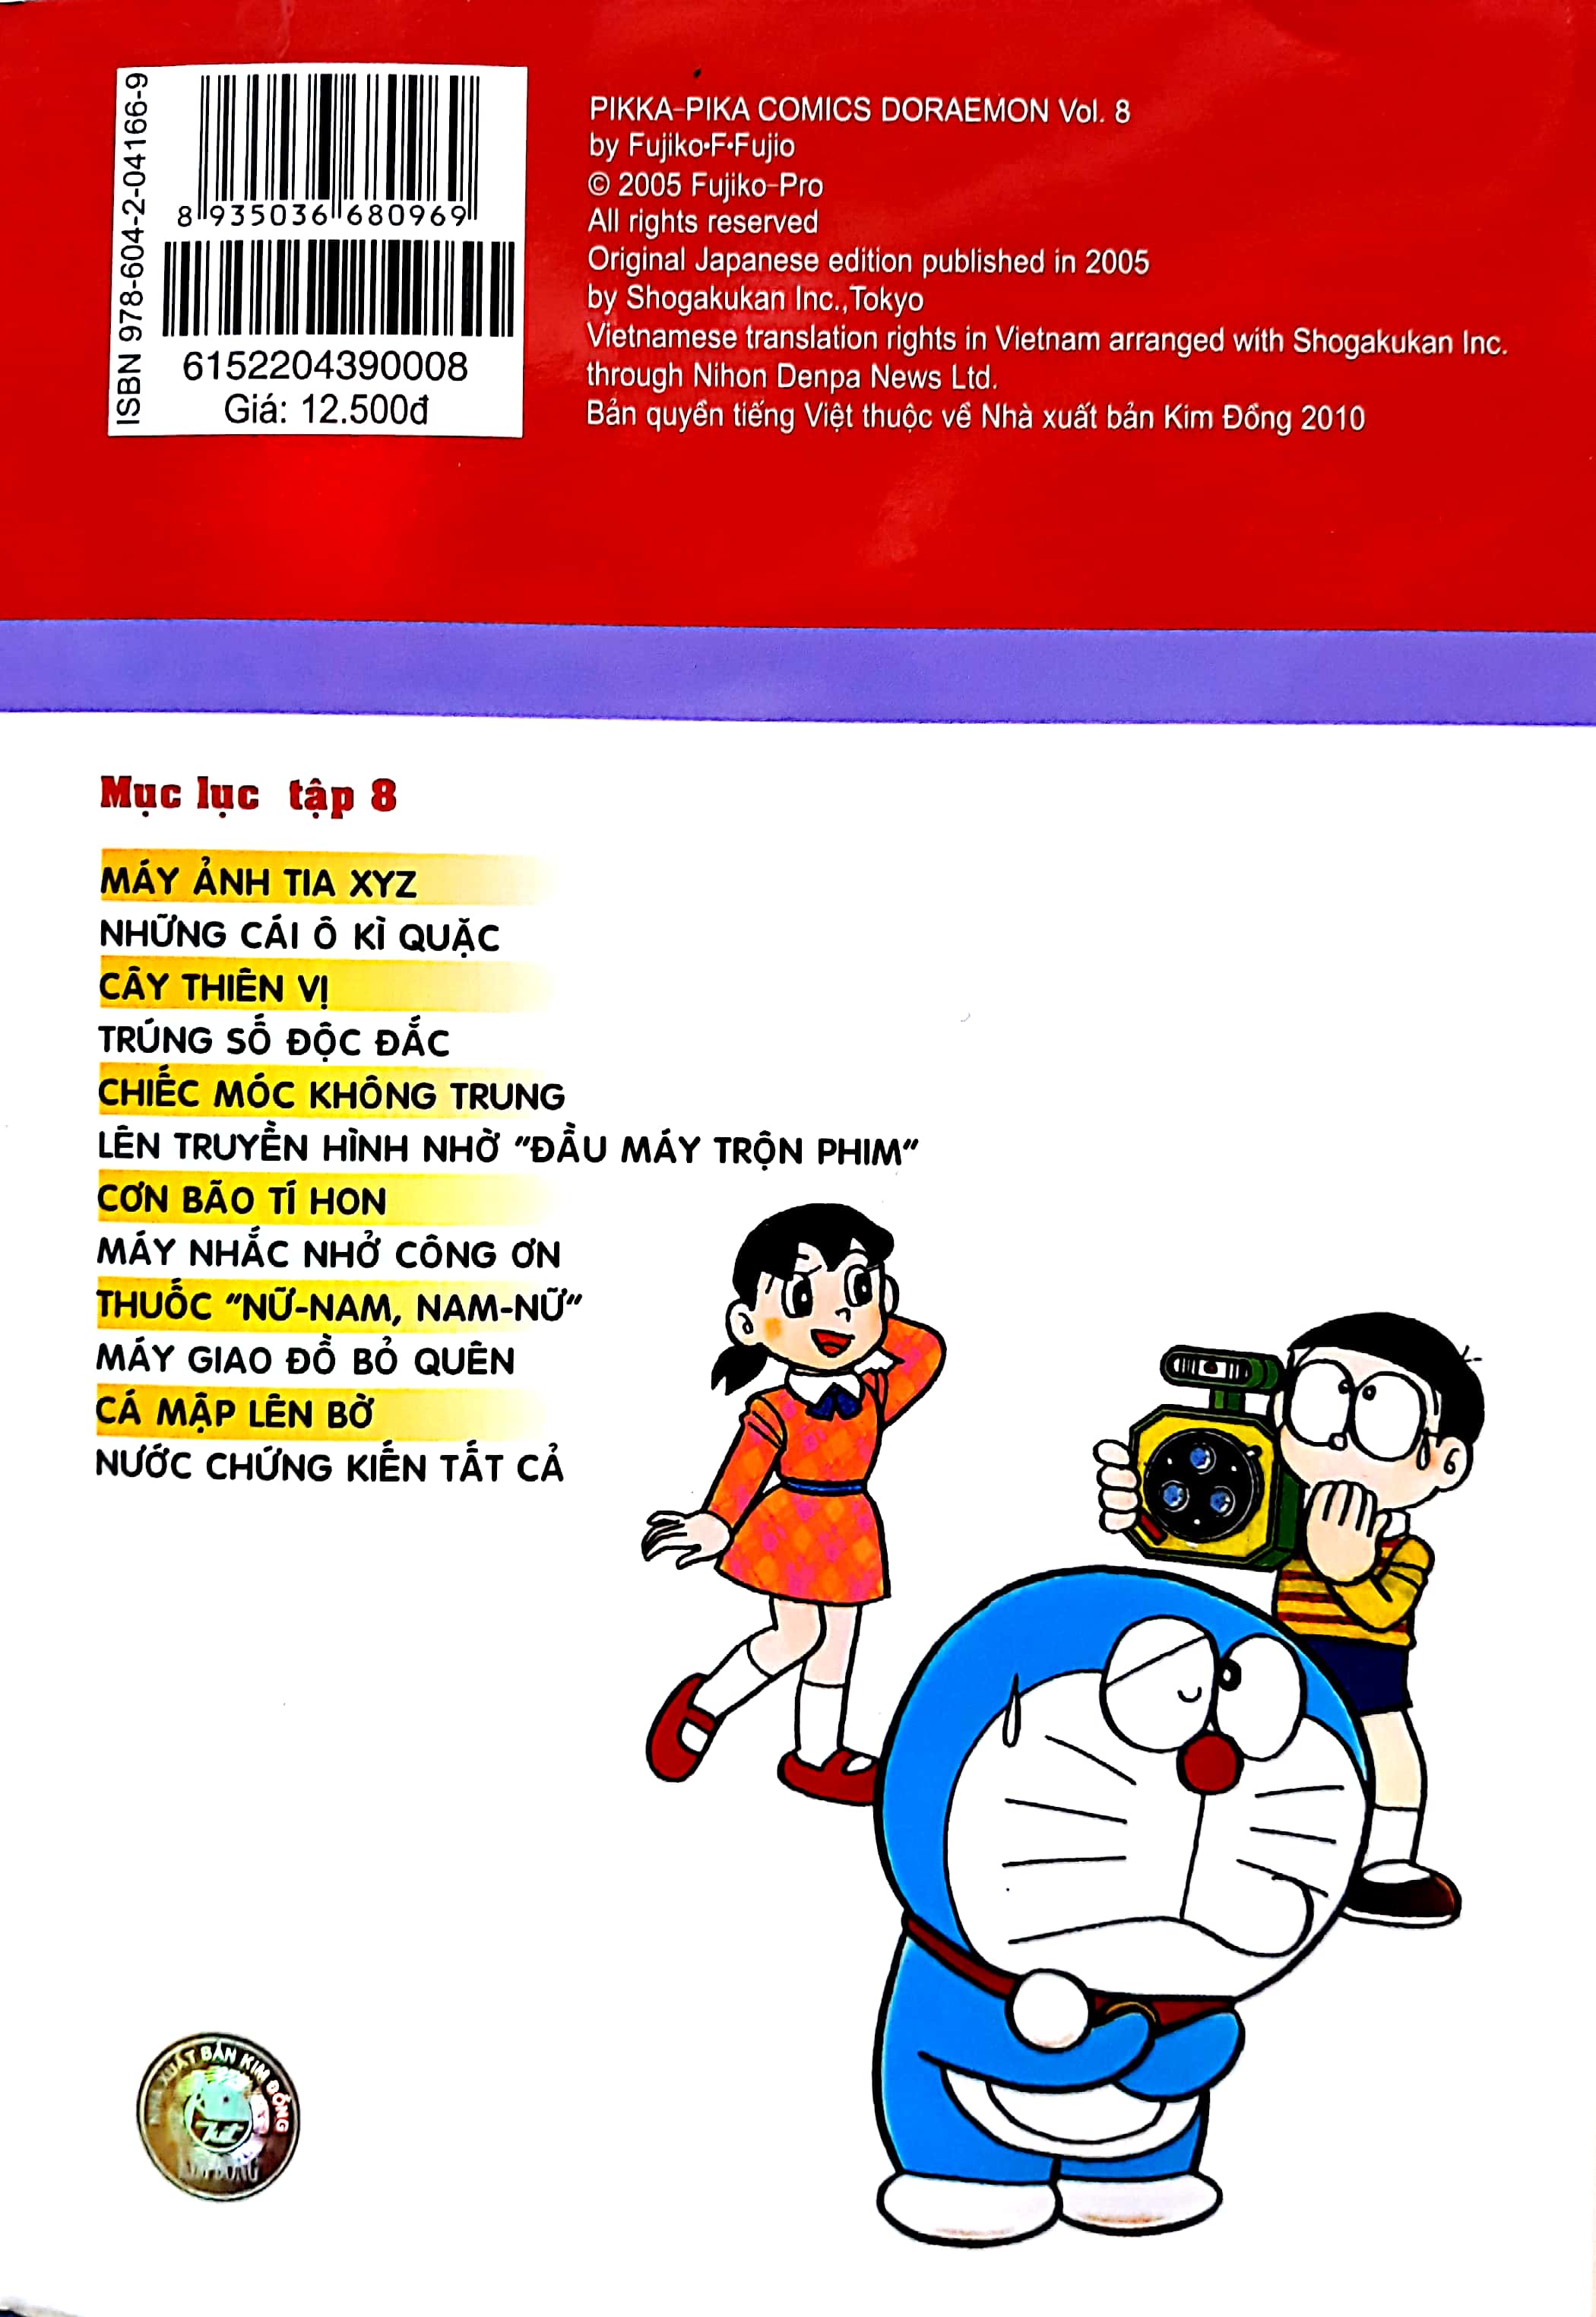 ISBN 978-604-2-04166-9
8 935036 680969
6152204390008
Giá: 12.500đ
PIKKA-PIKA COMICS DORAEMON Vol. 8
by Fujiko•F•Fujio
© 2005 Fujiko-Pro
All rights reserved
Original Japanese edition published in 2005
by Shogakukan Inc.,Tokyo
Vietnamese translation rights in Vietnam arranged with Shogakukan Inc.
through Nihon Denpa News Ltd.
Bản quyền tiếng Việt thuộc về Nhà xuất bản Kim Đồng 2010
Mục lục tập 8
MÁY ẢNH TIA XYZ
NHỮNG CÁI Ô KÌ QUẶC
CÂY THIÊN VỊ
TRÚNG SỐ ĐỘC ĐẮC
CHIẾC MÓC KHÔNG TRUNG
LÊN TRUYỀN HÌNH NHỜ "ĐẦU MÁY TRỘN PHIM"
CƠN BÃO TÍ HON
MÁY NHẮC NHỞ CÔNG ƠN
THUỐC "NỮ-NAM, NAM-NỮ"
MÁY GIAO ĐỒ BỎ QUÊN
CÁ MẬP LÊN BỜ
NƯỚC CHỨNG KIẾN TẤT CẢ
NHÀ XUẤT BẢN KIM ĐỒNG